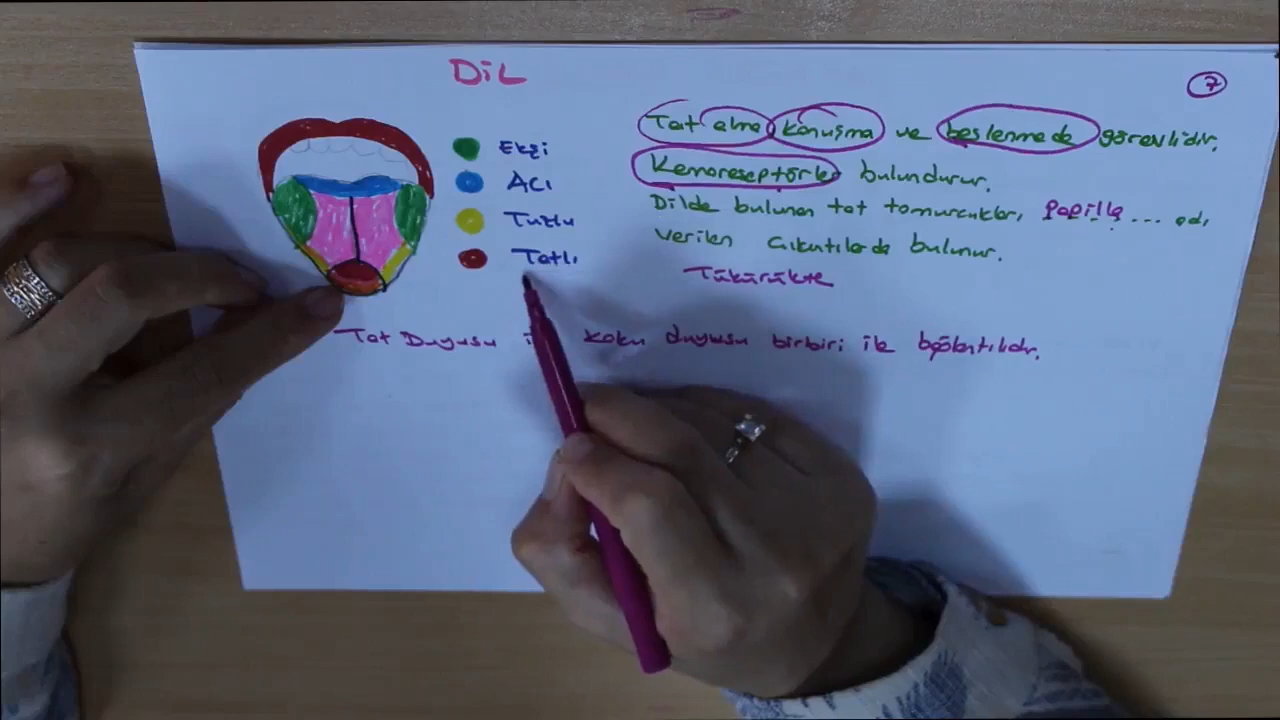 DİL
7
Ekşi
Acı
Tuzlu
Tatlı
Tat alma konuşma ve beslenmede görevlidir.
Kemoreseptörler bulundurur.
Dilde bulunan tat tomurcukları, papilla ... adı
verilen çıkıntılarda bulunur.
Tükürükte
Tat Duyusu koku duyusu birbiri ile bağlantılıdır.